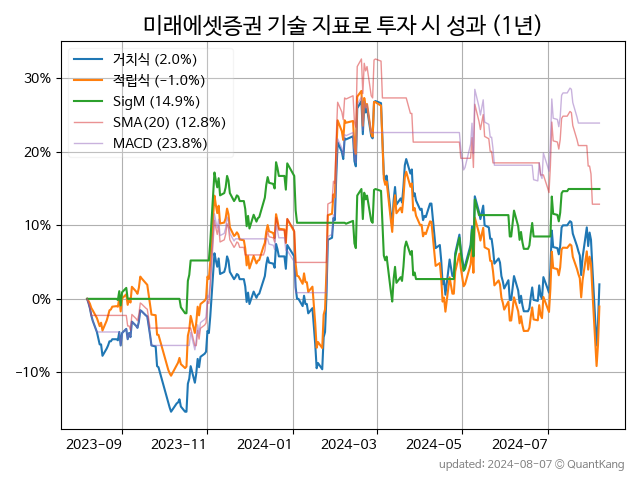 미래에셋증권 기술 지표로 투자 시 성과 (1년)
거치식 (2.0%)
적립식 (−1.0%)
SigM (14.9%)
SMA(20) (12.8%)
MACD (23.8%)
30%
20%
10%
0%
−10%
2023-09 2023-11 2024-01 2024-03 2024-05 2024-07
updated: 2024-08-07 © QuantKang